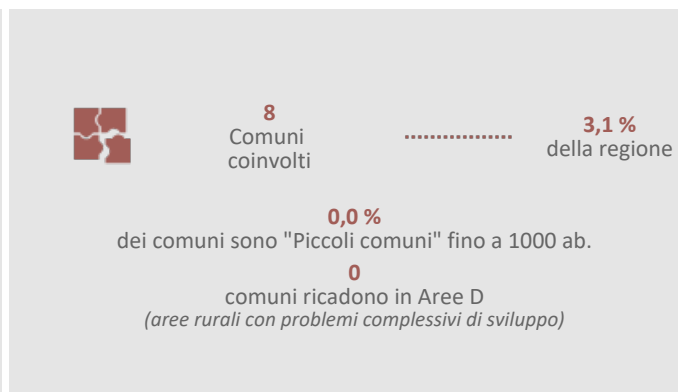 8
Comuni
coinvolti
3,1 %
della regione
0,0 %
dei comuni sono "Piccoli comuni" fino a 1000 ab.
0
comuni ricadono in Aree D
(aree rurali con problemi complessivi di sviluppo)